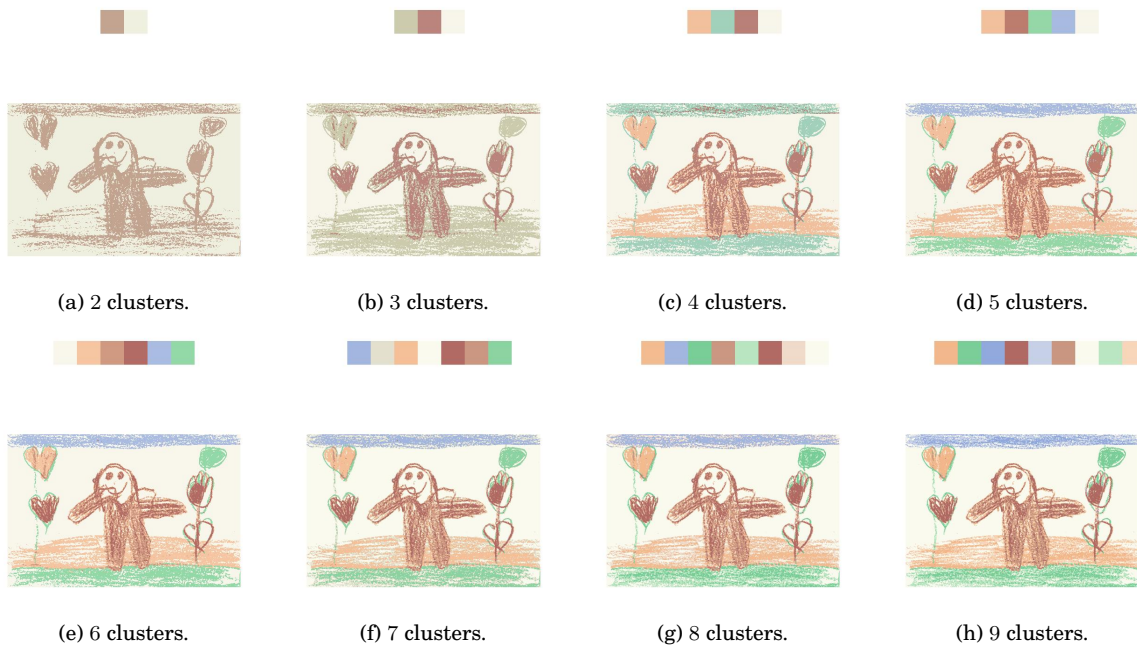 (a) 2 clusters.
(b) 3 clusters.
(c) 4 clusters.
(d) 5 clusters.
(e) 6 clusters.
(f) 7 clusters.
(g) 8 clusters.
(h) 9 clusters.